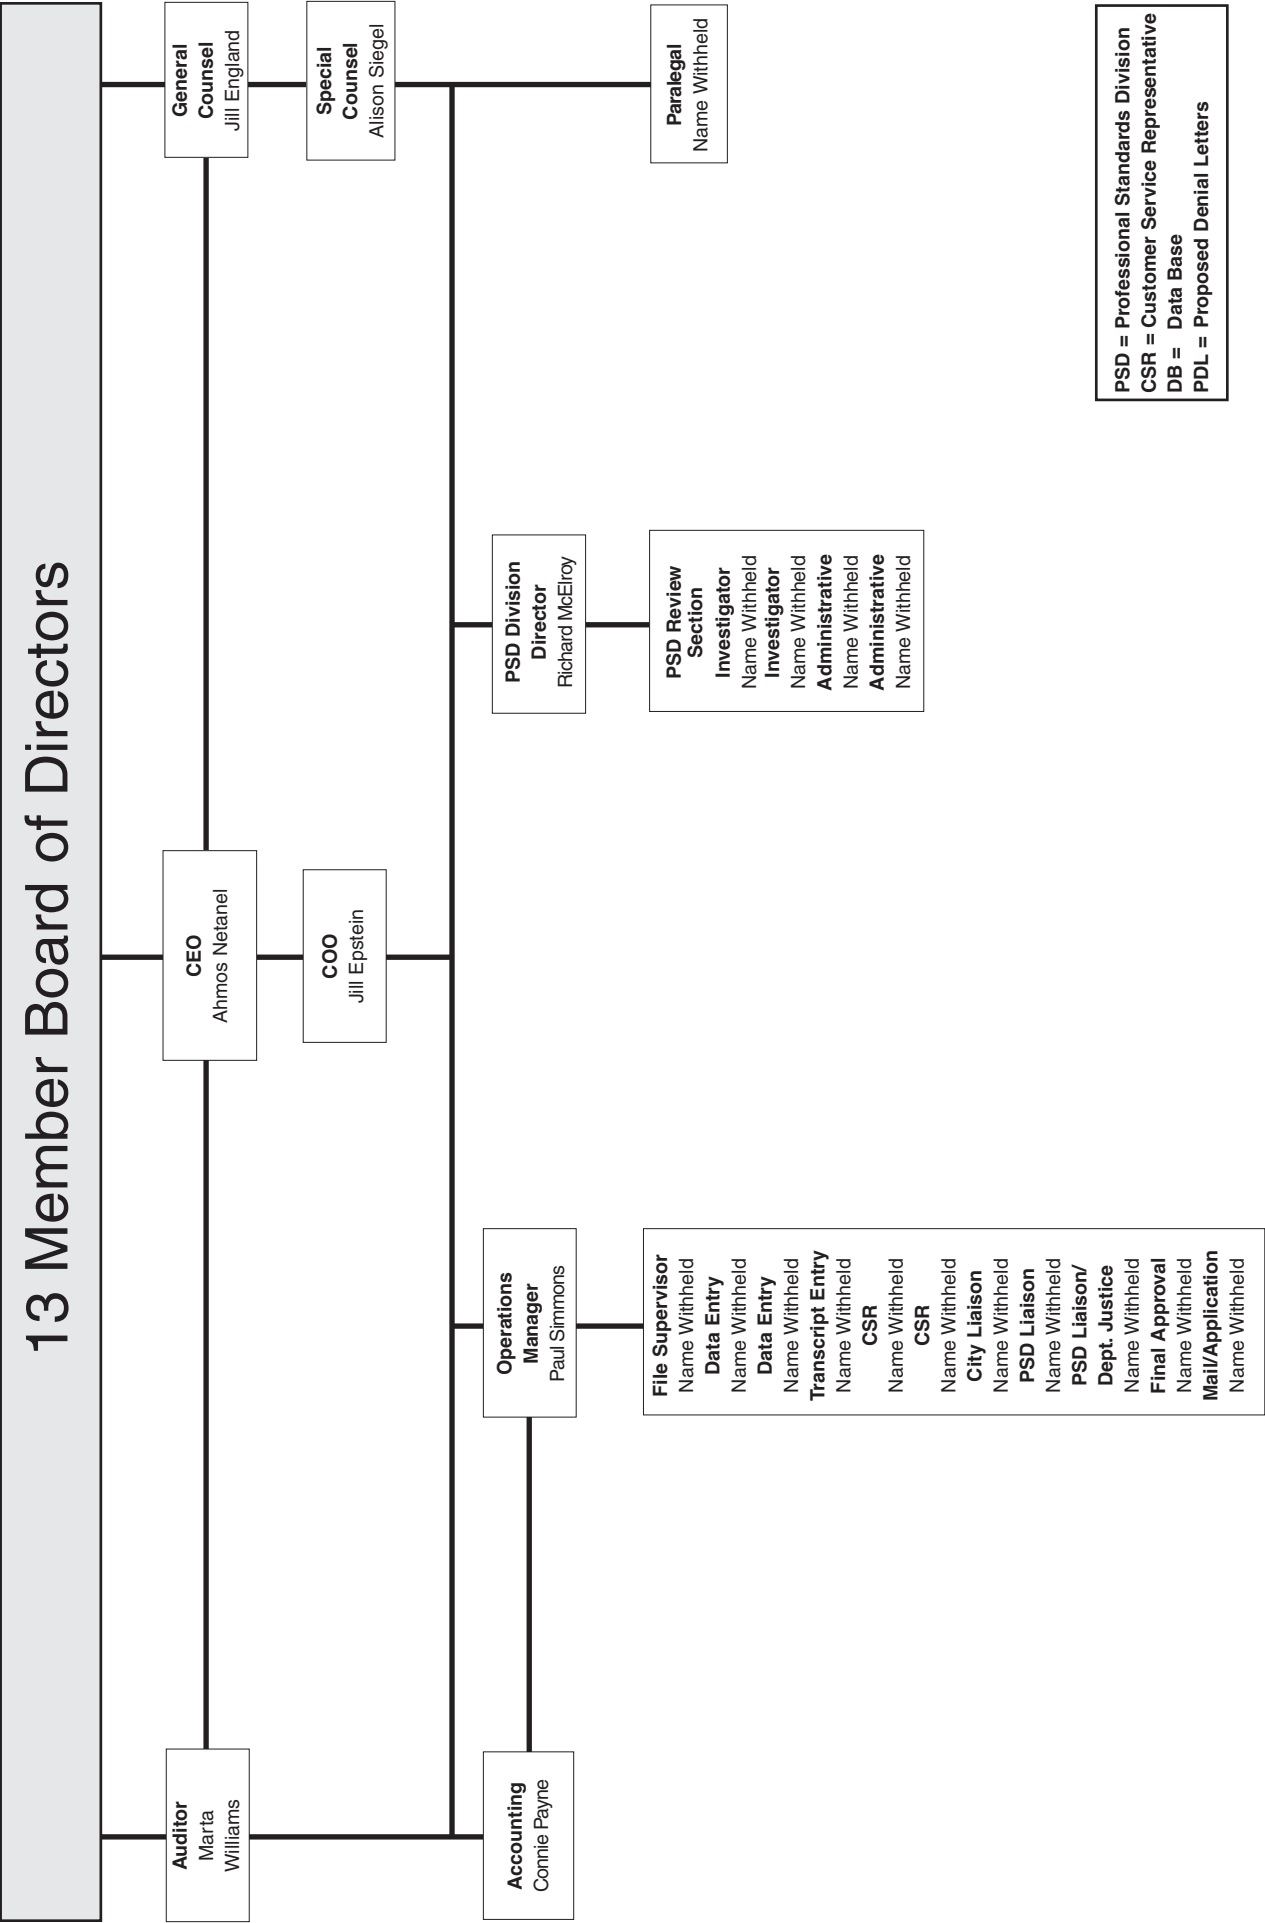 13 Member Board of Directors
Auditor
Marta
Williams
CEO
Ahmos Netanel
General
Counsel
Jill England
COO
Jill Epstein
Special
Counsel
Alison Siegel
Accounting
Connie Payne
Operations
Manager
Paul Simmons
PSD Division
Director
Richard McElroy
File Supervisor
Name Withheld
Data Entry
Name Withheld
Data Entry
Name Withheld
Transcript Entry
Name Withheld
CSR
Name Withheld
CSR
Name Withheld
City Liaison
Name Withheld
PSD Liaison
Name Withheld
PSD Liaison/
Dept. Justice
Name Withheld
Final Approval
Name Withheld
Mail/Application
Name Withheld
PSD Review
Section
Investigator
Name Withheld
Investigator
Name Withheld
Administrative
Name Withheld
Administrative
Name Withheld
Paralegal
Name Withheld
PSD = Professional Standards Division
CSR = Customer Service Representative
DB = Data Base
PDL = Proposed Denial Letters